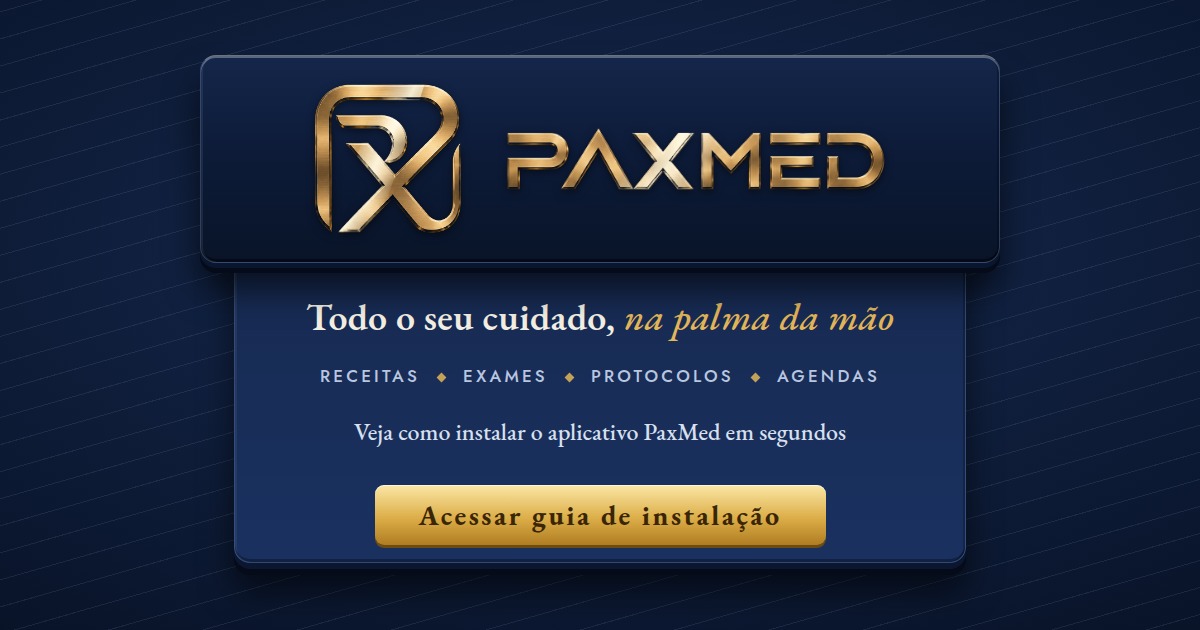 PAXMED
Todo o seu cuidado, na palma da mão
RECEITAS ◆ EXAMES ◆ PROTOCOLOS ◆ AGENDAS
Veja como instalar o aplicativo PaxMed em segundos
Acessar guia de instalação